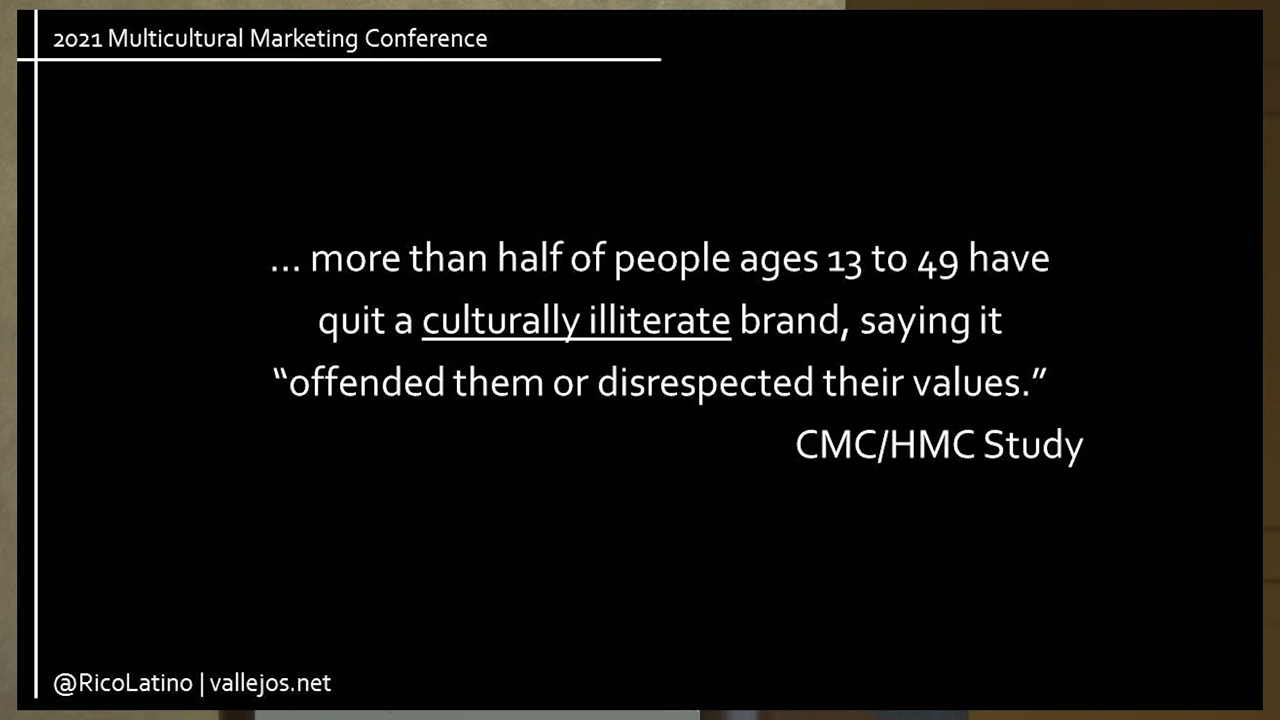 2021 Multicultural Marketing Conference
... more than half of people ages 13 to 49 have
quit a culturally illiterate brand, saying it
“offended them or disrespected their values.”
CMC/HMC Study
@RicoLatino | vallejos.net